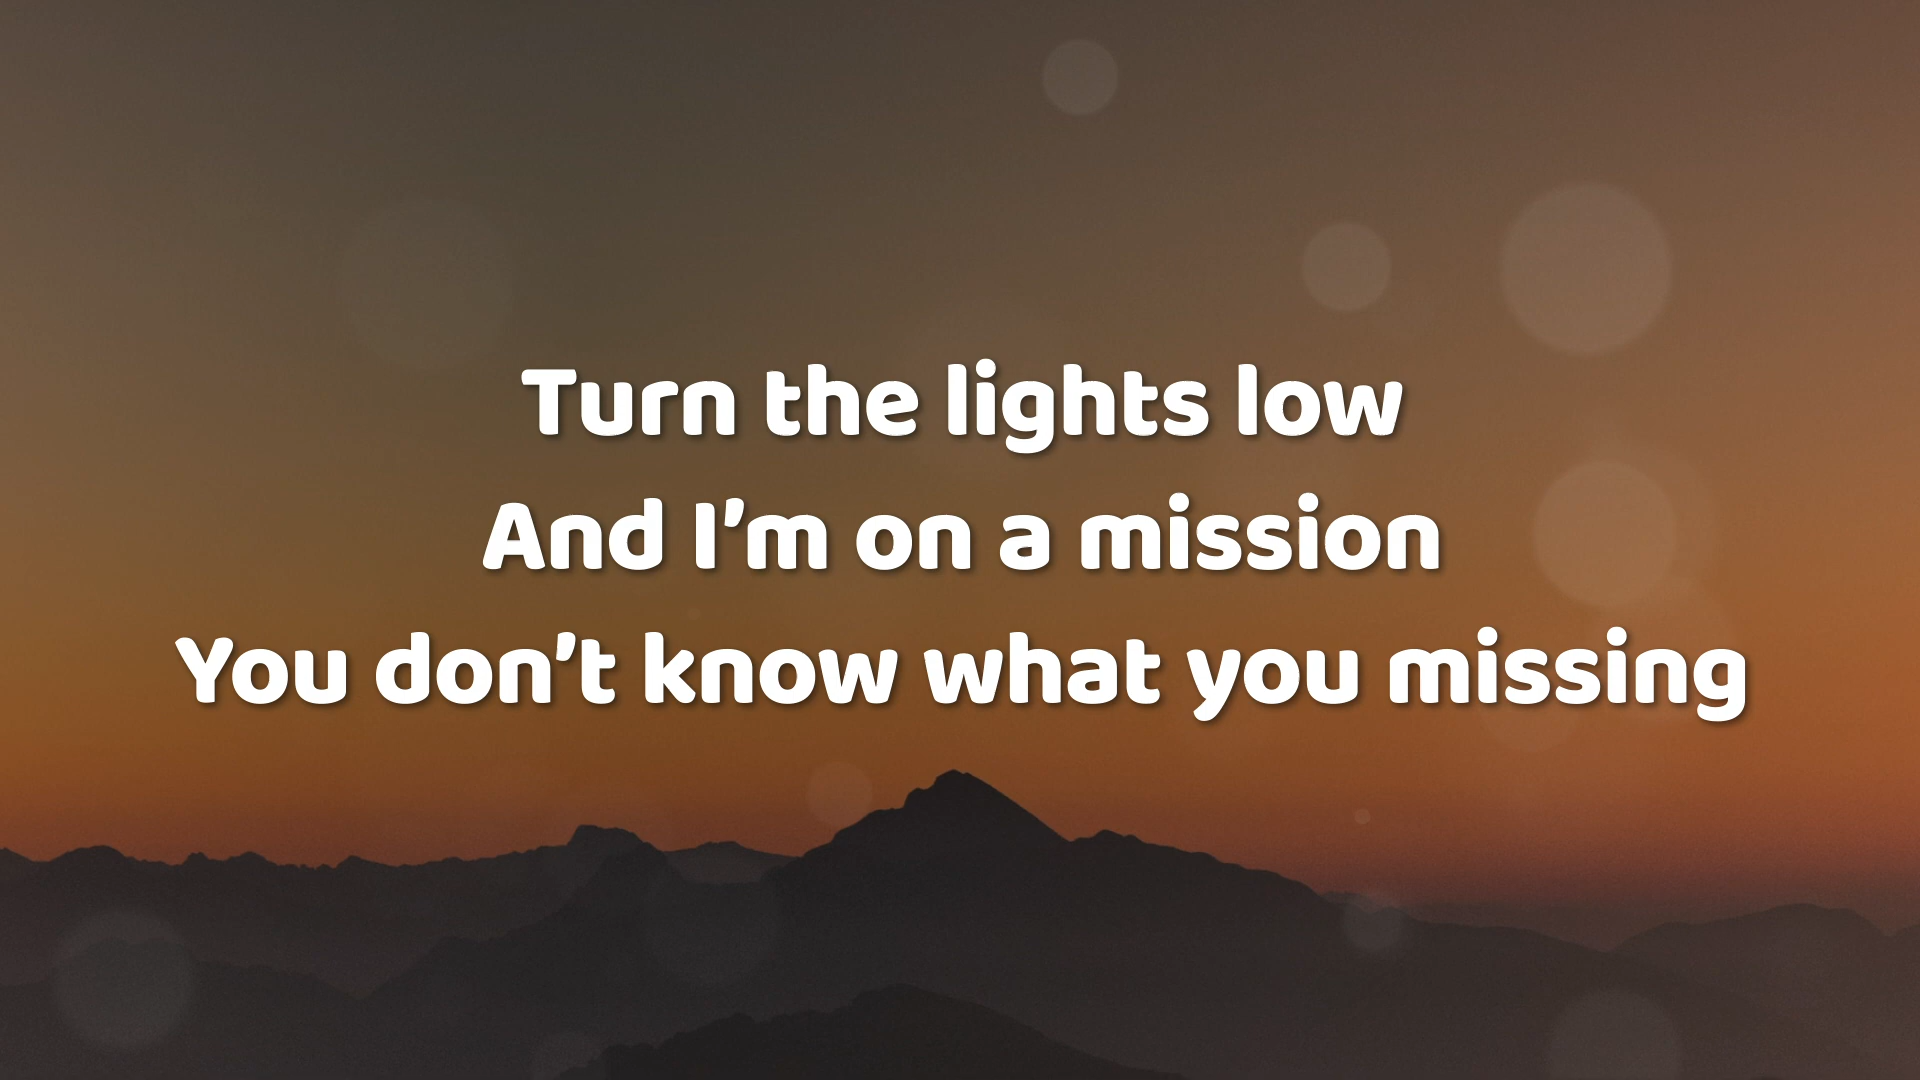 Turn the lights low
And I’m on a mission
You don’t know what you missing